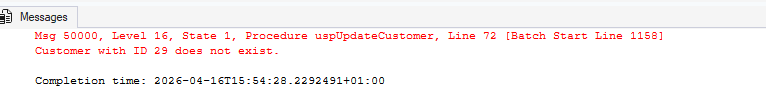 Messages
Msg 50000, Level 16, State 1, Procedure uspUpdateCustomer, Line 72 [Batch Start Line 1158]
Customer with ID 29 does not exist.
Completion time: 2026-04-16T15:54:28.2292491+01:00